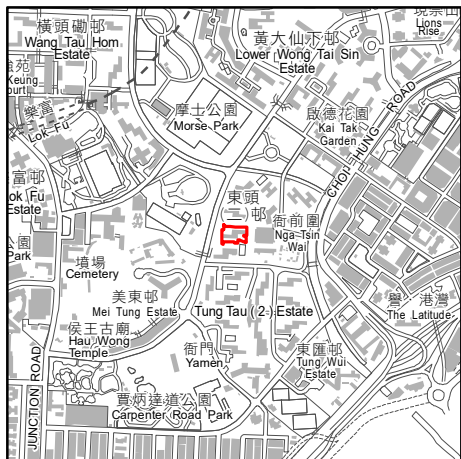 橫頭磡邨
Wang Tau Hom
Estate
黃大仙下邨
Lower Wong Tai Sin
Estate
Lions
Rise
Keung
ourt
樂富
Lok Fu
摩士公園
Morse Park
啟德花園
Kai Tak
Garden
CHOI HUNG ROAD
富邨
Lok Fu
Estate
東頭
(二)邨
衙前圍
Nga Tsin
Wai
公園
Park
墳場
Cemetery
美東邨
Mei Tung Estate
Tung Tau (2) Estate
譽．港灣
The Latitude
侯王古廟
Hau Wong
Temple
衙門
Yamen
東匯邨
Tung Wui
Estate
賈炳達道公園
Carpenter Road Park
JUNCTION ROAD